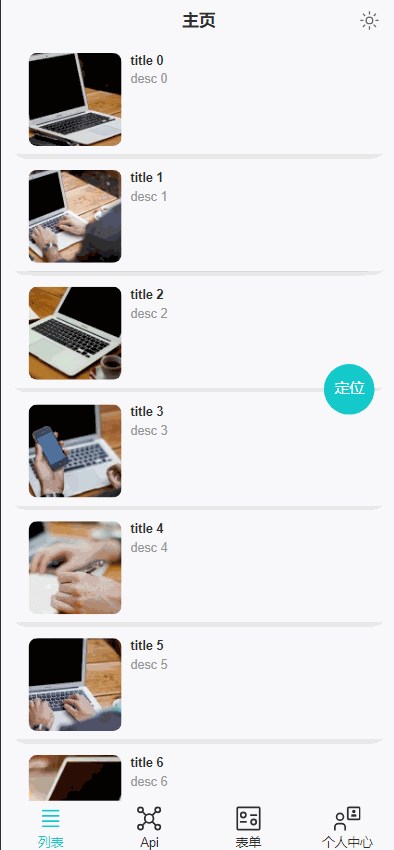 主页
title 0
desc 0
title 1
desc 1
title 2
desc 2
定位
title 3
desc 3
title 4
desc 4
title 5
desc 5
title 6
desc 6
列表
Api
表单
个人中心